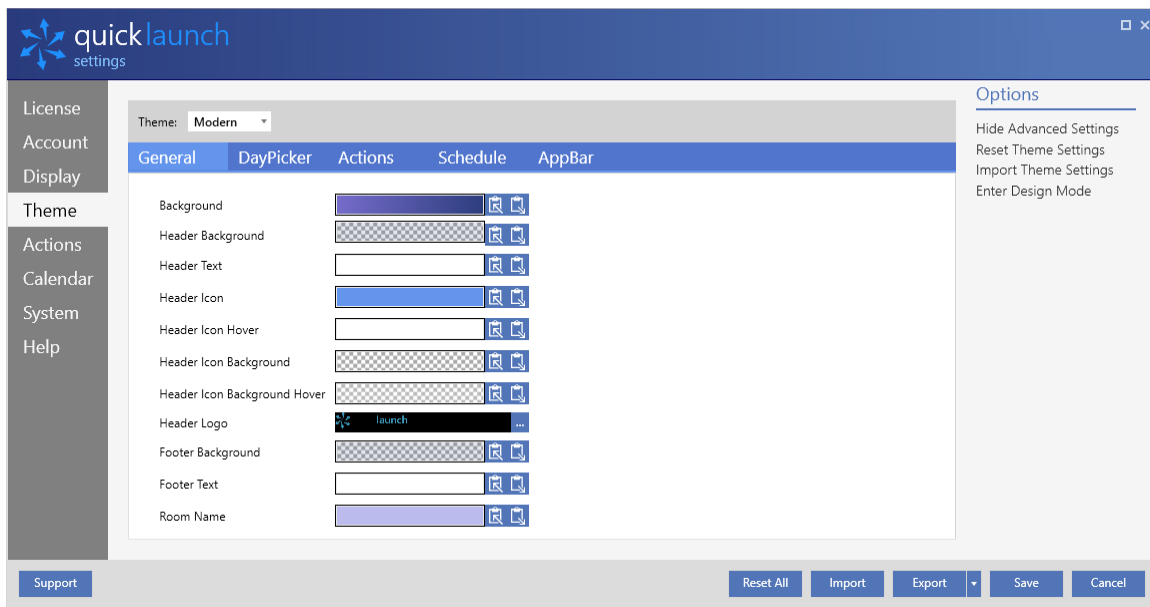 quicklaunch
settings
License
Account
Display
Theme
Actions
Calendar
System
Help
Theme: Modern
General DayPicker Actions Schedule AppBar
Background
Header Background
Header Text
Header Icon
Header Icon Hover
Header Icon Background
Header Icon Background Hover
Header Logo launch ...
Footer Background
Footer Text
Room Name
Options
Hide Advanced Settings
Reset Theme Settings
Import Theme Settings
Enter Design Mode
Support Reset All Import Export Save Cancel